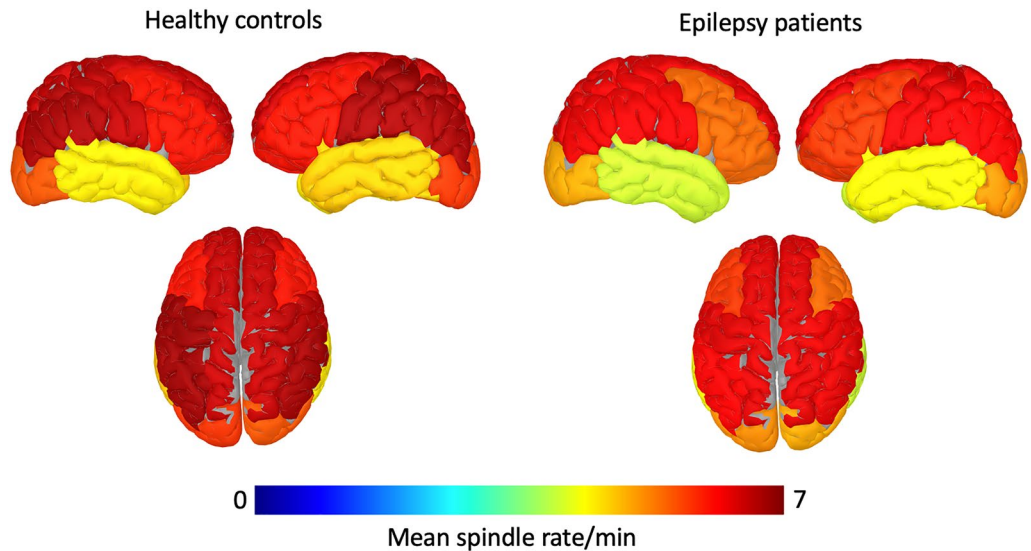 Healthy controls
Epilepsy patients
0
7
Mean spindle rate/min